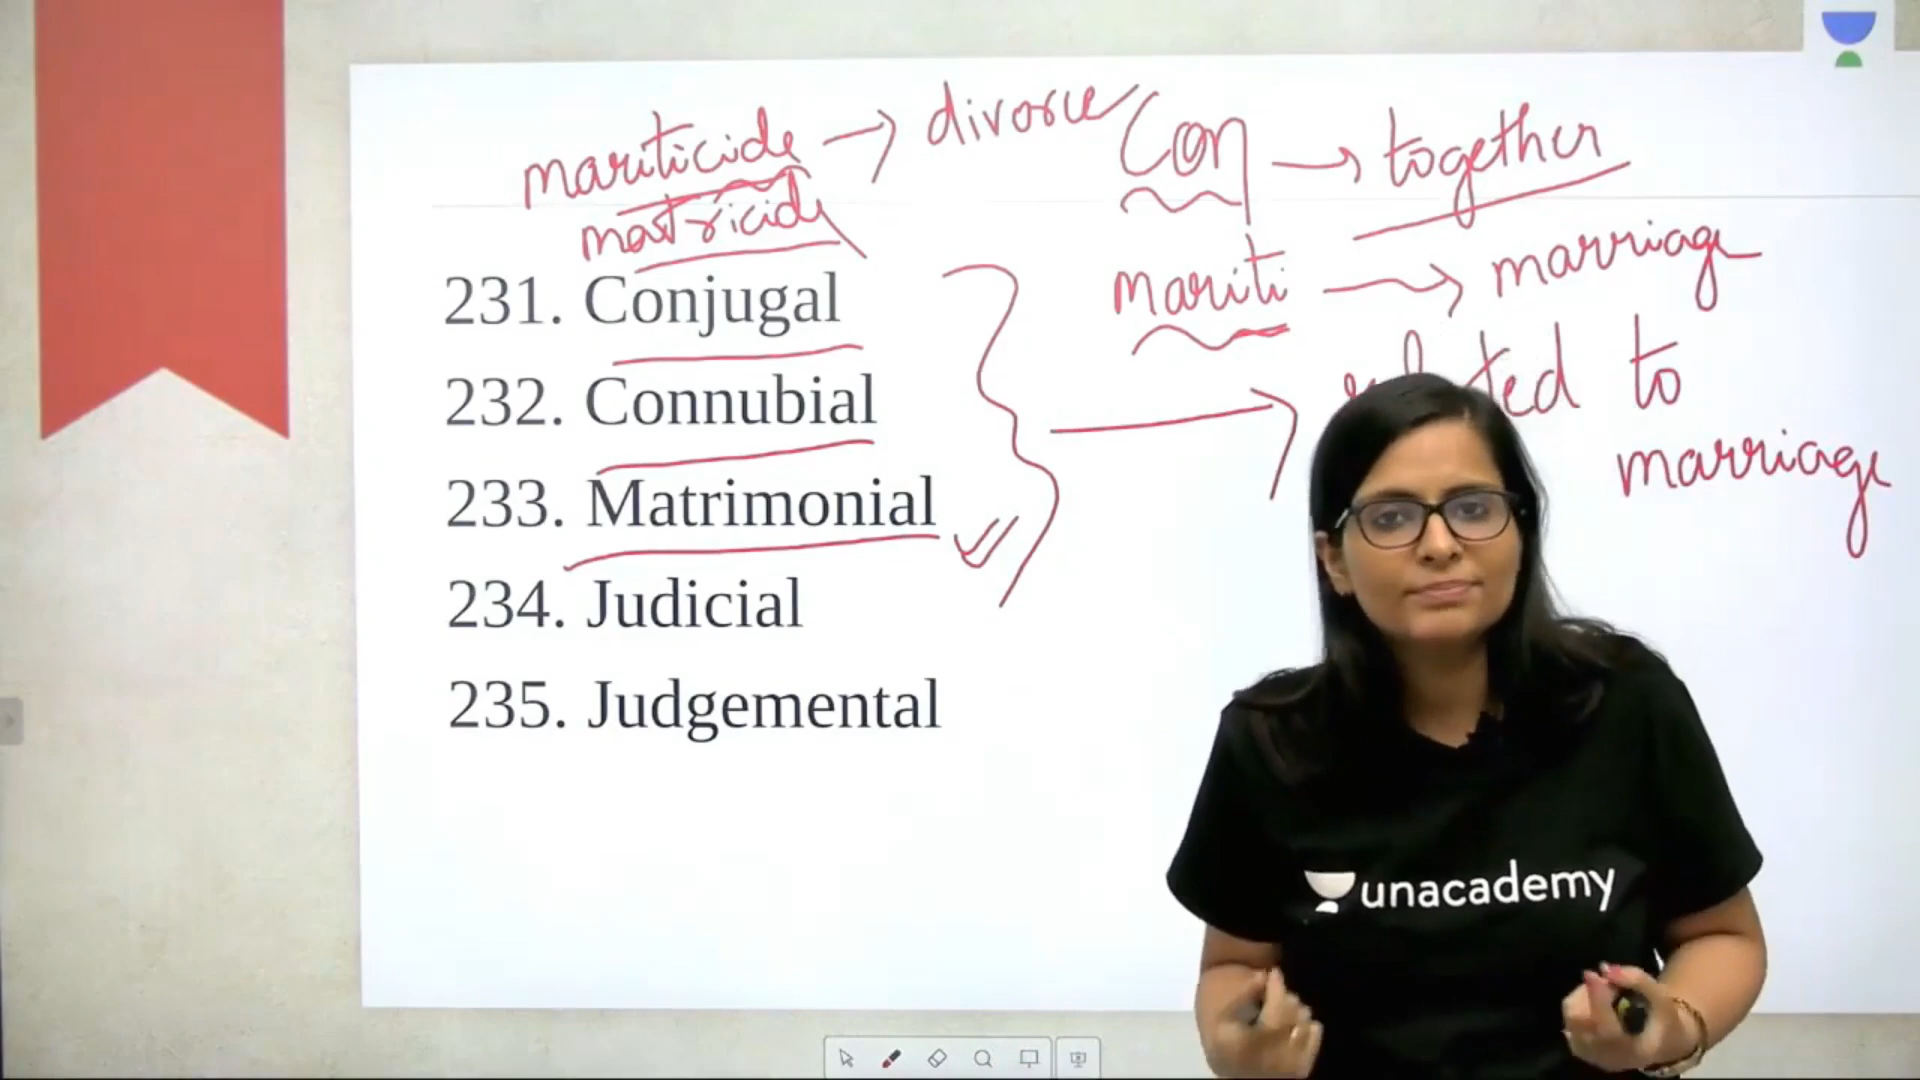 mariticide → divorce
matricide
Con → together
mariti → marriage
231. Conjugal
232. Connubial
233. Matrimonial
234. Judicial
235. Judgemental
to
marriage
unacademy